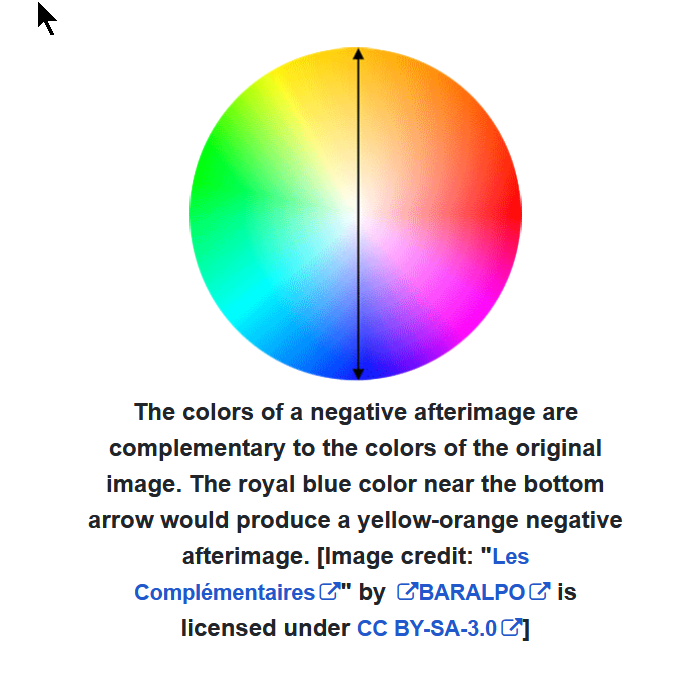 The colors of a negative afterimage are
complementary to the colors of the original
image. The royal blue color near the bottom
arrow would produce a yellow-orange negative
afterimage. [Image credit: "Les
Complémentaires" by BARALPO is
licensed under CC BY-SA-3.0]